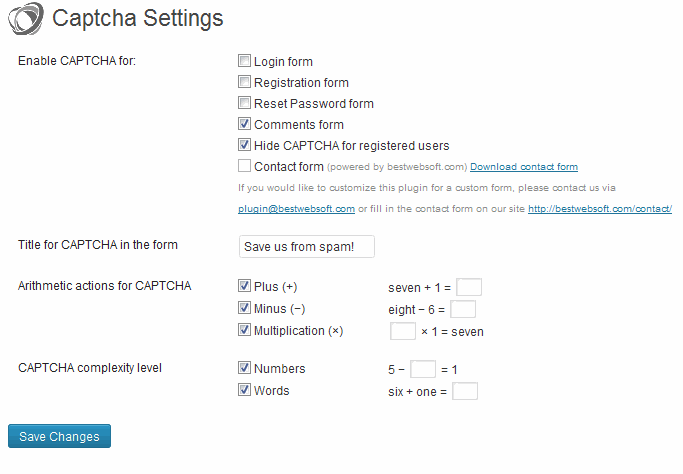 Captcha Settings
Enable CAPTCHA for: Login form
Registration form
Reset Password form
Comments form
Hide CAPTCHA for registered users
Contact form (powered by bestwebsoft.com) Download contact form
If you would like to customize this plugin for a custom form, please contact us via
plugin@bestwebsoft.com or fill in the contact form on our site http://bestwebsoft.com/contact/
Title for CAPTCHA in the form Save us from spam!
Arithmetic actions for CAPTCHA Plus (+) seven + 1 =
Minus (−) eight − 6 =
Multiplication (×) × 1 = seven
CAPTCHA complexity level Numbers 5 − = 1
Words six + one =
Save Changes